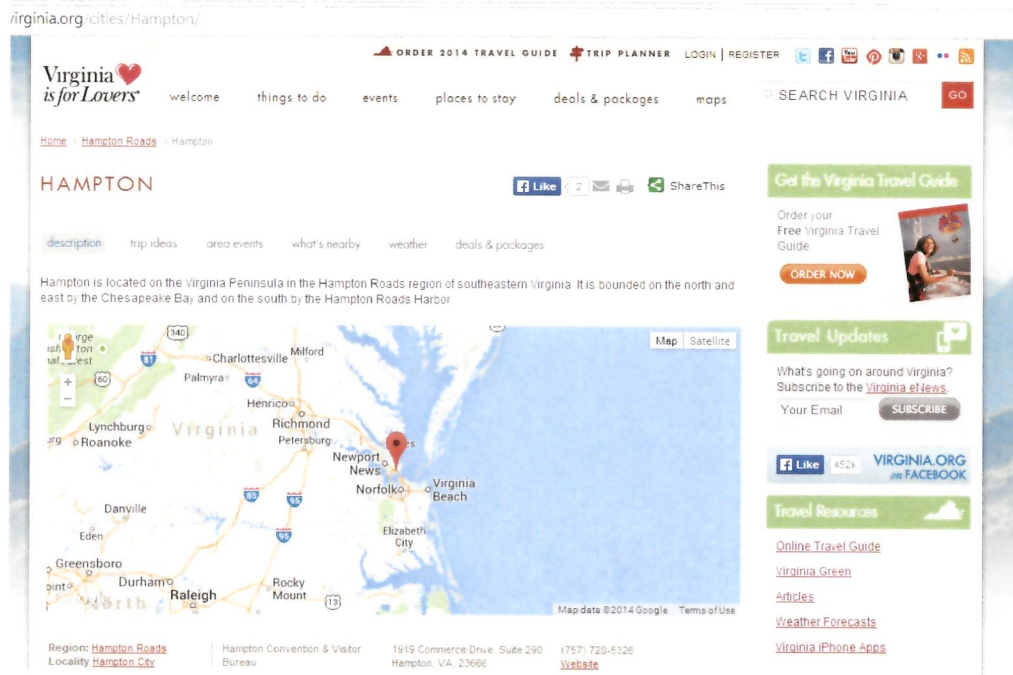 virginia.org/cities/Hampton/
ORDER 2014 TRAVEL GUIDE TRIP PLANNER LOGIN | REGISTER
Virginia
is for Lovers
welcome things to do events places to stay deals & packages maps
SEARCH VIRGINIA GO
Home Hampton Roads Hampton
HAMPTON
Like 2 ShareThis
description trip ideas area events what's nearby weather deals & packages
Hampton is located on the Virginia Peninsula in the Hampton Roads region of southeastern Virginia. It is bounded on the north and
east by the Chesapeake Bay and on the south by the Hampton Roads Harbor
Map Satellite
340
81
Charlottesville
Milford
Palmyra
64
60
Henrico
Richmond
Lynchburg
Virginia
Petersburg
Roanoke
Newport
News
Norfolk
Virginia
Beach
85
95
Danville
95
Eden
Elizabeth
City
Greensboro
Durham
Raleigh
Rocky
Mount
13
North
Map data ©2014 Google Terms of Use
Region: Hampton Roads
Locality Hampton City
Hampton Convention & Visitor
Bureau
1919 Commerce Drive, Suite 290
Hampton, VA, 23666
(757) 728-5326
Website
Get the Virginia Travel Guide
Order your
Free Virginia Travel
Guide
ORDER NOW
Travel Updates
What's going on around Virginia?
Subscribe to the Virginia eNews.
Your Email SUBSCRIBE
Like 452k
VIRGINIA.ORG
on FACEBOOK
Travel Resources
Online Travel Guide
Virginia Green
Articles
Weather Forecasts
Virginia iPhone Apps